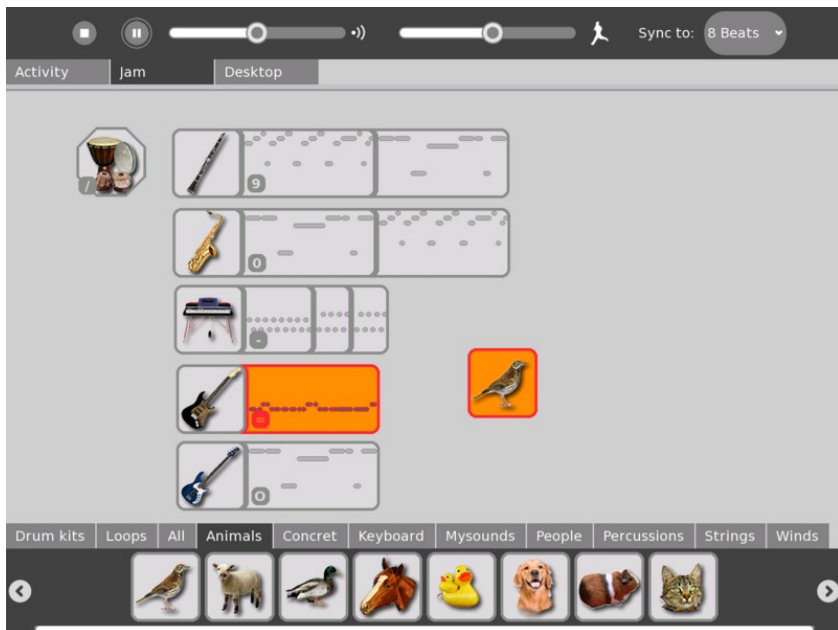 Sync to: 8 Beats
Activity Jam Desktop
/
9
0
-
=
O
Drum kits Loops All Animals Concret Keyboard Mysounds People Percussions Strings Winds